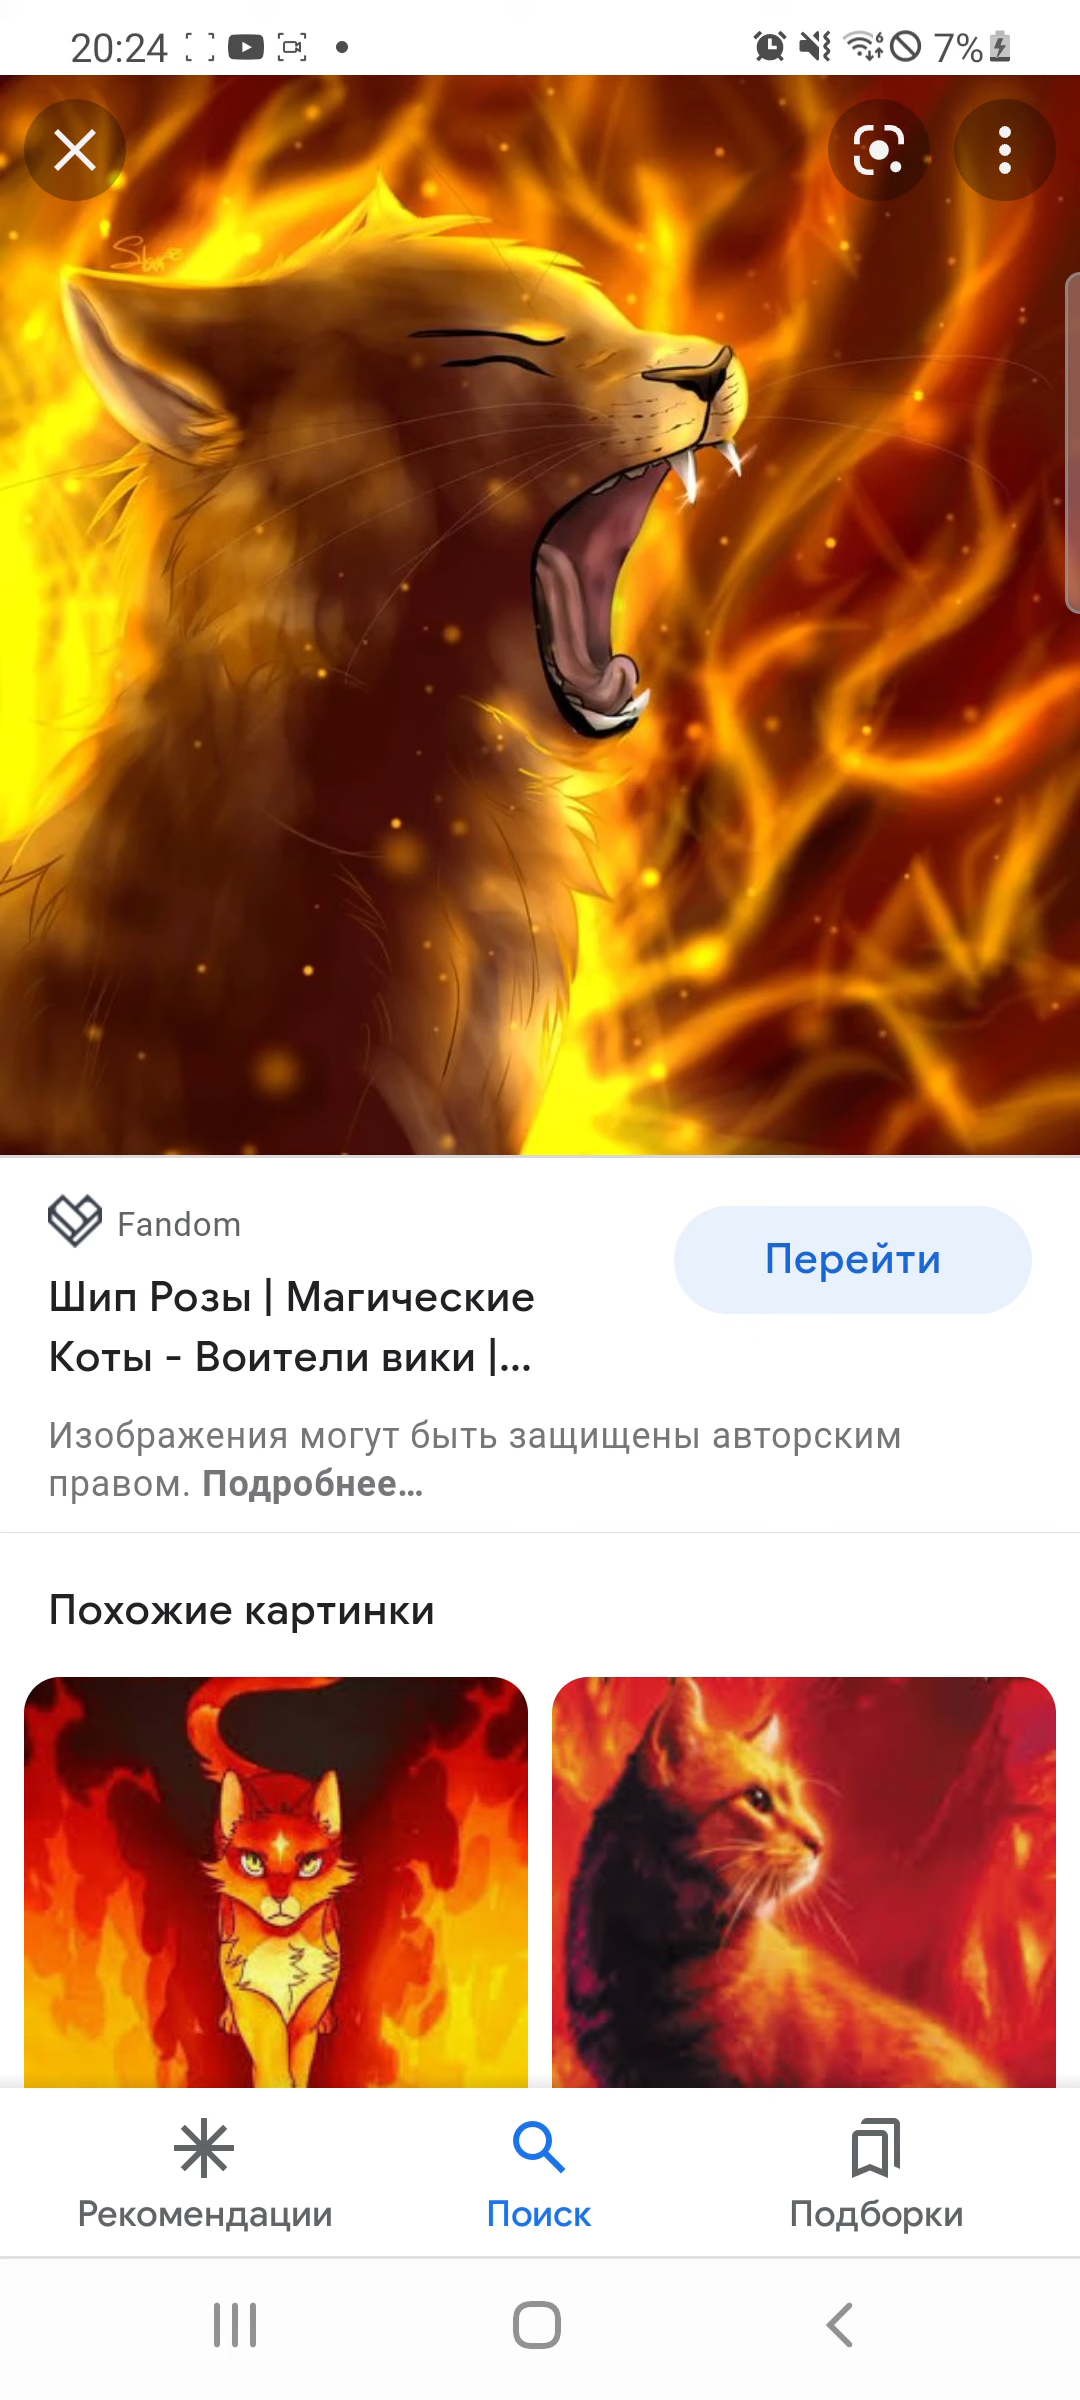 20:24
7%
Fandom
Перейти
Шип Розы | Магические
Коты - Воители вики |...
Изображения могут быть защищены авторским
правом. Подробнее...
Похожие картинки
Рекомендации
Поиск
Подборки